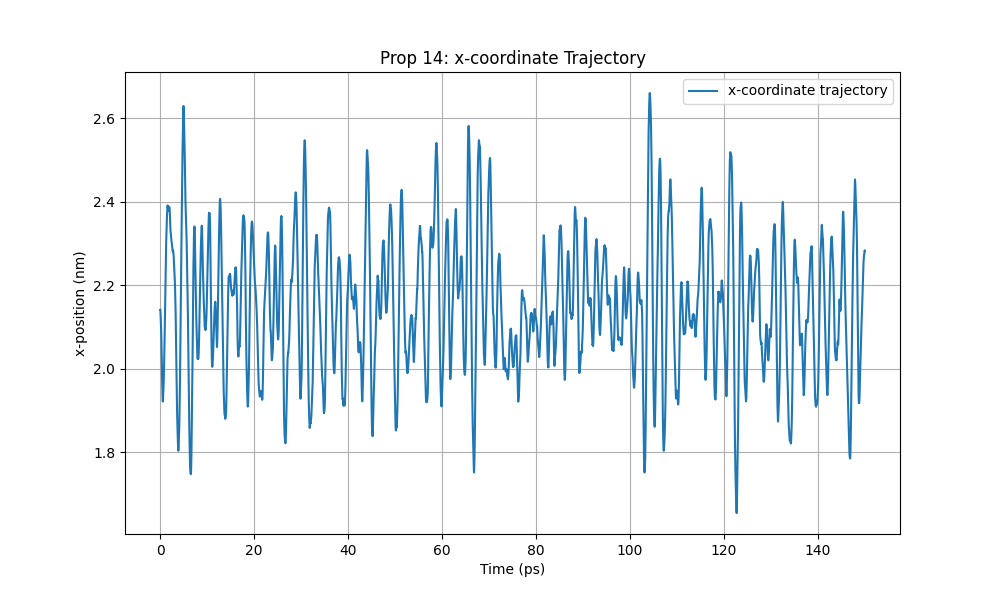 Prop 14: x-coordinate Trajectory
x-coordinate trajectory
x-position (nm)
2.6
2.4
2.2
2.0
1.8
0 20 40 60 80 100 120 140
Time (ps)